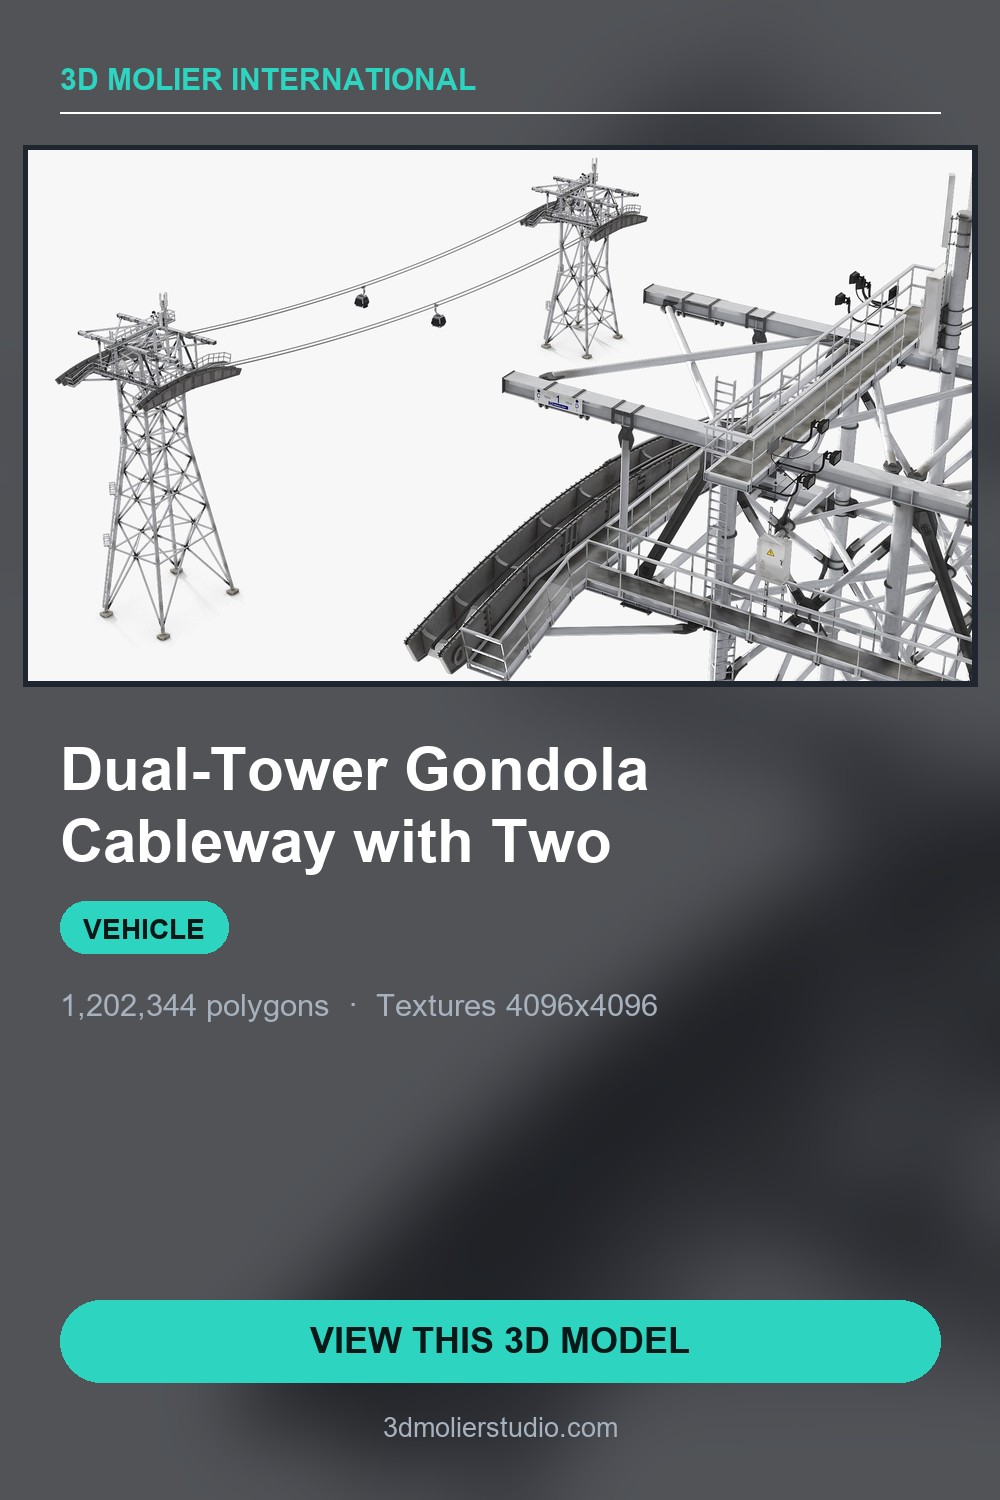 3D MOLIER INTERNATIONAL
1
Dual-Tower Gondola
Cableway with Two
VEHICLE
1,202,344 polygons · Textures 4096x4096
VIEW THIS 3D MODEL
3dmolierstudio.com